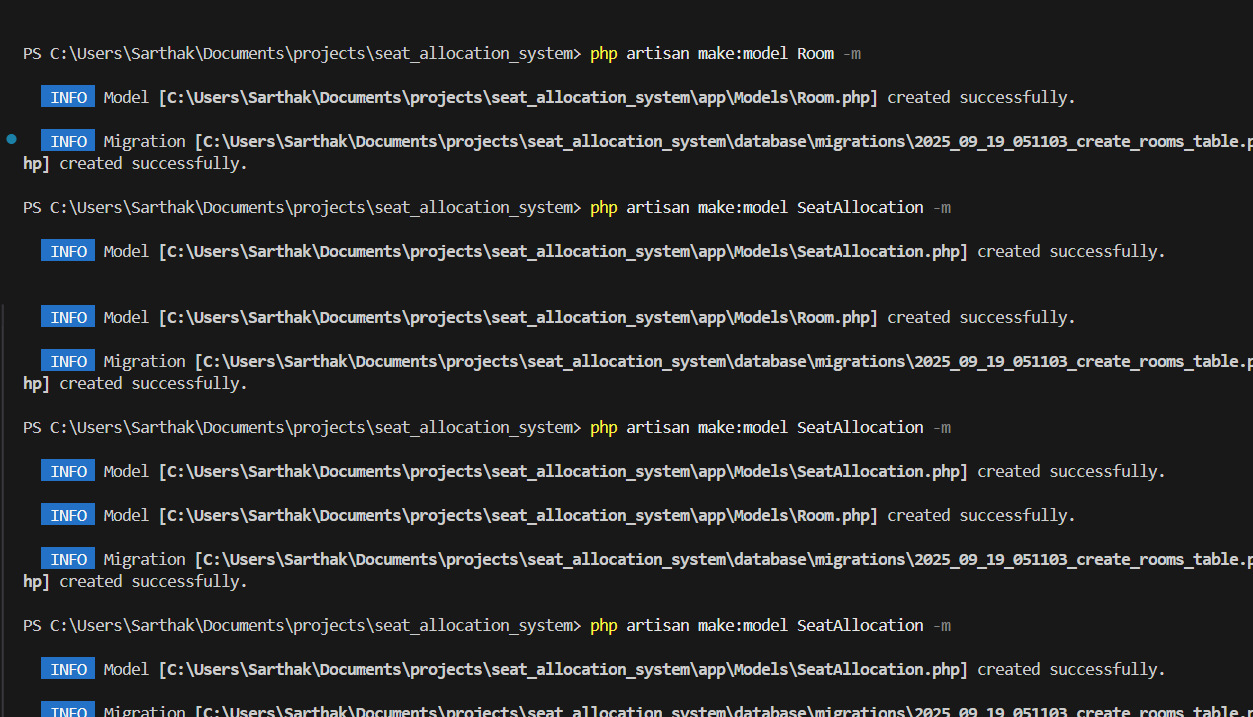 PS C:\Users\Sarthak\Documents\projects\seat_allocation_system> php artisan make:model Room -m
INFO Model [C:\Users\Sarthak\Documents\projects\seat_allocation_system\app\Models\Room.php] created successfully.
INFO Migration [C:\Users\Sarthak\Documents\projects\seat_allocation_system\database\migrations\2025_09_19_051103_create_rooms_table.p
hp] created successfully.
PS C:\Users\Sarthak\Documents\projects\seat_allocation_system> php artisan make:model SeatAllocation -m
INFO Model [C:\Users\Sarthak\Documents\projects\seat_allocation_system\app\Models\SeatAllocation.php] created successfully.
INFO Model [C:\Users\Sarthak\Documents\projects\seat_allocation_system\app\Models\Room.php] created successfully.
INFO Migration [C:\Users\Sarthak\Documents\projects\seat_allocation_system\database\migrations\2025_09_19_051103_create_rooms_table.p
hp] created successfully.
PS C:\Users\Sarthak\Documents\projects\seat_allocation_system> php artisan make:model SeatAllocation -m
INFO Model [C:\Users\Sarthak\Documents\projects\seat_allocation_system\app\Models\SeatAllocation.php] created successfully.
INFO Model [C:\Users\Sarthak\Documents\projects\seat_allocation_system\app\Models\Room.php] created successfully.
INFO Migration [C:\Users\Sarthak\Documents\projects\seat_allocation_system\database\migrations\2025_09_19_051103_create_rooms_table.p
hp] created successfully.
PS C:\Users\Sarthak\Documents\projects\seat_allocation_system> php artisan make:model SeatAllocation -m
INFO Model [C:\Users\Sarthak\Documents\projects\seat_allocation_system\app\Models\SeatAllocation.php] created successfully.
INFO Migration [C:\Users\Sarthak\Documents\projects\seat_allocation_system\database\migrations\2025_09_19_051103_create_rooms_table.p